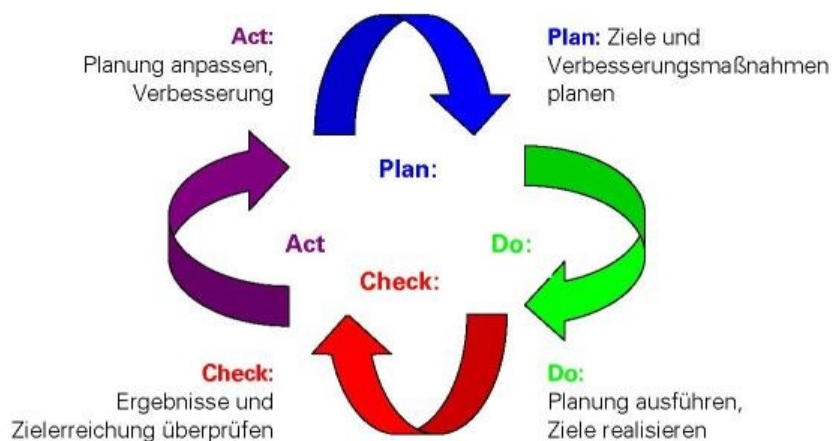 Act:
Planung anpassen,
Verbesserung
Plan: Ziele und
Verbesserungsmaßnahmen
planen
Plan:
Act
Do:
Check:
Check:
Ergebnisse und
Zielerreichung überprüfen
Do:
Planung ausführen,
Ziele realisieren